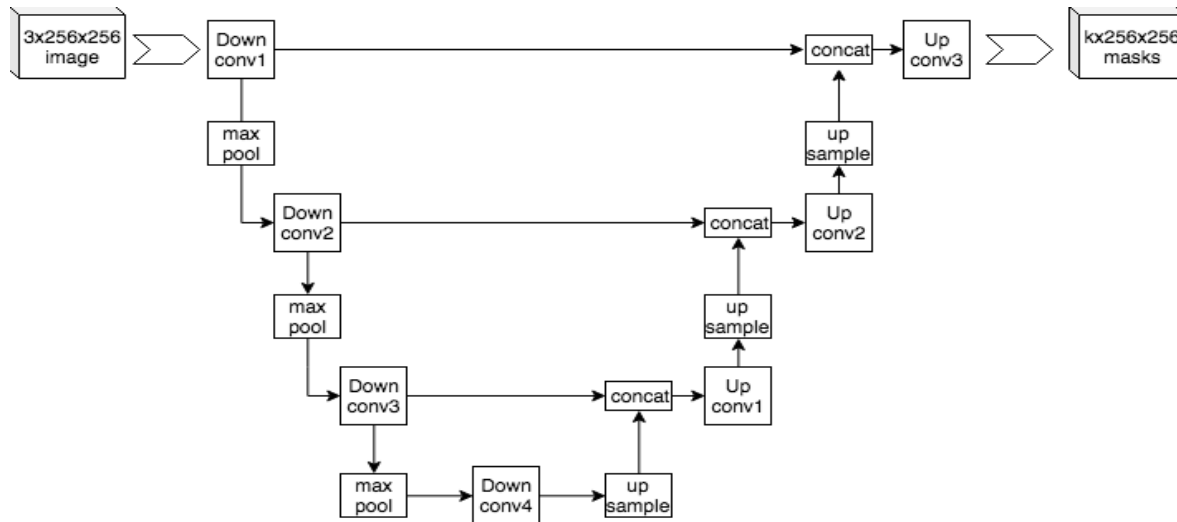 3x256x256
image
Down
conv1
concat
Up
conv3
kx256x256
masks
max
pool
up
sample
Down
conv2
concat
Up
conv2
max
pool
up
sample
Down
conv3
concat
Up
conv1
max
pool
Down
conv4
up
sample